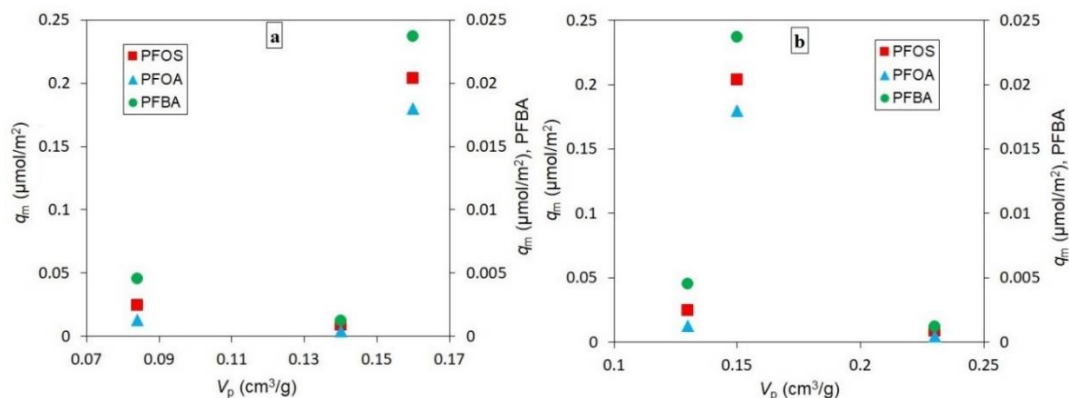 a
PFOS
PFOA
PFBA
0.25
0.2
0.15
0.1
0.05
0
0.025
0.02
0.015
0.01
0.005
0
0.07 0.09 0.11 0.13 0.15 0.17
qm (μmol/m²)
qm (μmol/m²), PFBA
Vp (cm³/g)
b
PFOS
PFOA
PFBA
0.25
0.2
0.15
0.1
0.05
0
0.025
0.02
0.015
0.01
0.005
0
0.1 0.15 0.2 0.25
qm (μmol/m²)
qm (μmol/m²), PFBA
Vp (cm³/g)